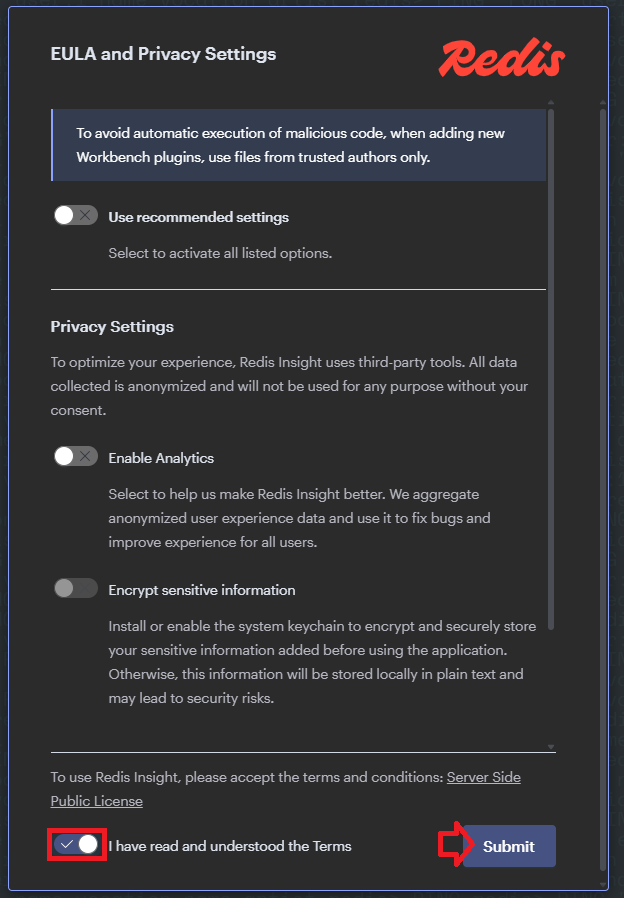 EULA and Privacy Settings
Redis
To avoid automatic execution of malicious code, when adding new
Workbench plugins, use files from trusted authors only.
Use recommended settings
Select to activate all listed options.
Privacy Settings
To optimize your experience, Redis Insight uses third-party tools. All data
collected is anonymized and will not be used for any purpose without your
consent.
Enable Analytics
Select to help us make Redis Insight better. We aggregate
anonymized user experience data and use it to fix bugs and
improve experience for all users.
Encrypt sensitive information
Install or enable the system keychain to encrypt and securely store
your sensitive information added before using the application.
Otherwise, this information will be stored locally in plain text and
may lead to security risks.
To use Redis Insight, please accept the terms and conditions: Server Side
Public License
I have read and understood the Terms
Submit